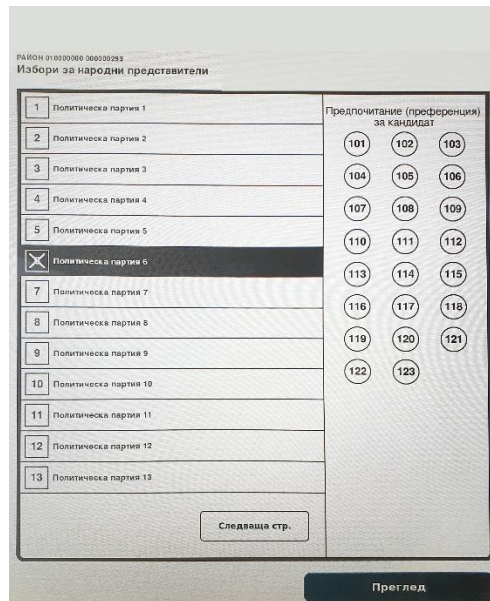 РАЙОН 010000000 000000293
Избори за народни представители
1 Политическа партия 1
2 Политическа партия 2
3 Политическа партия 3
4 Политическа партия 4
5 Политическа партия 5
6 Политическа партия 6
7 Политическа партия 7
8 Политическа партия 8
9 Политическа партия 9
10 Политическа партия 10
11 Политическа партия 11
12 Политическа партия 12
13 Политическа партия 13
Следваща стр.
Предпочитание (преференция)
за кандидат
101 102 103
104 105 106
107 108 109
110 111 112
113 114 115
116 117 118
119 120 121
122 123
Преглед